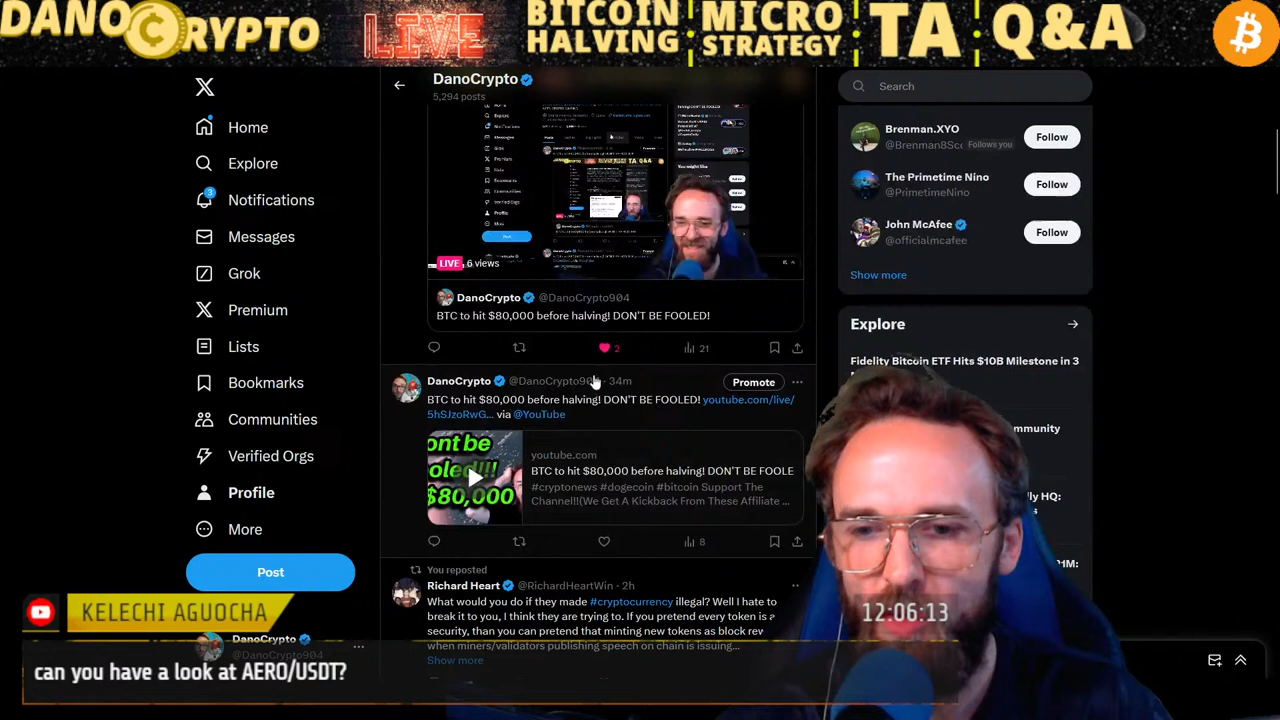 DANO CRYPTO
LIVE
BITCOIN
HALVING
MICRO
STRATEGY
TA
Q&A
DanoCrypto
5,294 posts
Search
Home
Explore
3
Notifications
Messages
Grok
Premium
Lists
Bookmarks
Communities
Verified Orgs
Profile
More
Post
DanoCrypto
LIVE 6 views
DanoCrypto @DanoCrypto904
BTC to hit $80,000 before halving! DON'T BE FOOLED!
2
21
DanoCrypto
34m
Promote
BTC to hit $80,000 before halving! DON'T BE FOOLED! youtube.com/live/
5hSJzoRwG... via @YouTube
ont be
$80,000
youtube.com
BTC to hit $80,000 before halving! DON'T BE FOOLE
#cryptonews #dogecoin #bitcoin Support The
Channel!!(We Get A Kickback From These Affiliate ...
8
You reposted
Richard Heart @RichardHeartWin · 2h
What would you do if they made #cryptocurrency illegal? Well I hate to
break it to you, I think they are trying to. If you pretend every token is a
security, than you can pretend that minting new tokens as block
when miners/validators publishing speech on chain is issuing...
Show more
Brenman.XYO
@Brenman8Sc Follows you
Follow
The Primetime Nino
@PrimetimeNino
Follow
John McAfee
@officialmcafee
Follow
Show more
Explore
Fidelity Bitcoin ETF Hits $10B Milestone in 3
KELECHI AGUOCHA
can you have a look at AERO/USDT?
12:06:13